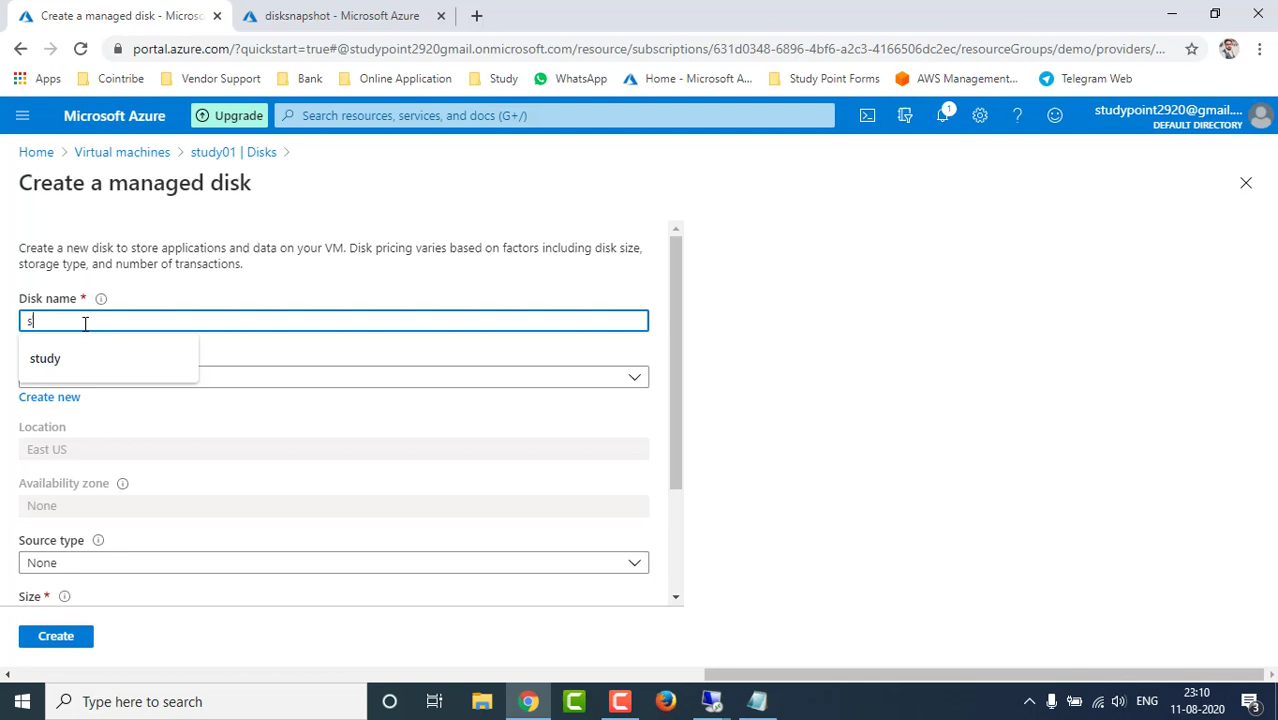 Create a managed disk - Microso
disksnapshot - Microsoft Azure
portal.azure.com/?quickstart=true#@studypoint2920gmail.onmicrosoft.com/resource/subscriptions/631d0348-6896-4bf6-a2c3-4166506dc2ec/resourceGroups/demo/providers/...
Apps
Cointribe
Vendor Support
Bank
Online Application
Study
WhatsApp
Home - Microsoft A...
Study Point Forms
AWS Management...
Telegram Web
Microsoft Azure
Upgrade
Search resources, services, and docs (G+/)
1
studypoint2920@gmail....
DEFAULT DIRECTORY
Home > Virtual machines > study01 | Disks >
Create a managed disk
Create a new disk to store applications and data on your VM. Disk pricing varies based on factors including disk size,
storage type, and number of transactions.
Disk name *
s
study
Create new
Location
East US
Availability zone
None
Source type
None
Size *
Create
Type here to search
ENG
23:10
11-08-2020
3